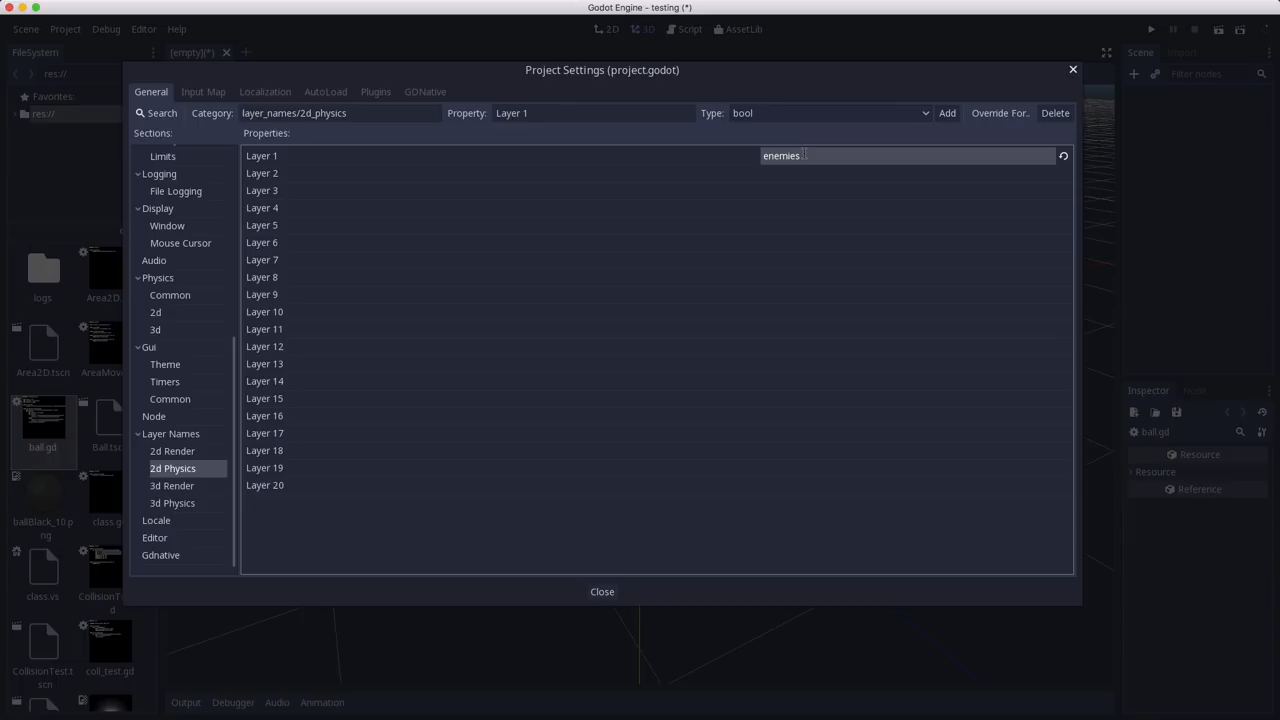 Godot Engine - testing (*)
Scene Project Debug Editor Help
2D 3D Script AssetLib
FileSystem
[empty](*)
Scene Import
res://
Filter nodes
Favorites:
res://
Project Settings (project.godot)
General Input Map Localization AutoLoad Plugins GDNative
Search Category: layer_names/2d_physics Property: Layer 1 Type: bool Add Override For.. Delete
Sections: Properties:
Limits
Logging
File Logging
Display
Window
Mouse Cursor
Audio
Physics
Common
2d
3d
Gui
Theme
Timers
Common
Node
Layer Names
2d Render
2d Physics
3d Render
3d Physics
Locale
Editor
Gdnative
Layer 1 enemies
Layer 2
Layer 3
Layer 4
Layer 5
Layer 6
Layer 7
Layer 8
Layer 9
Layer 10
Layer 11
Layer 12
Layer 13
Layer 14
Layer 15
Layer 16
Layer 17
Layer 18
Layer 19
Layer 20
Close
logs Area2D.
Area2D.tscn AreaMov
ball.gd Ball.tsc
ballBlack_10.p
ng
class.g
class.vs CollisionT
d
CollisionTest.t
scn
coll_test.gd
Inspector Node
ball.gd
Resource
Resource
Reference
Output Debugger Audio Animation